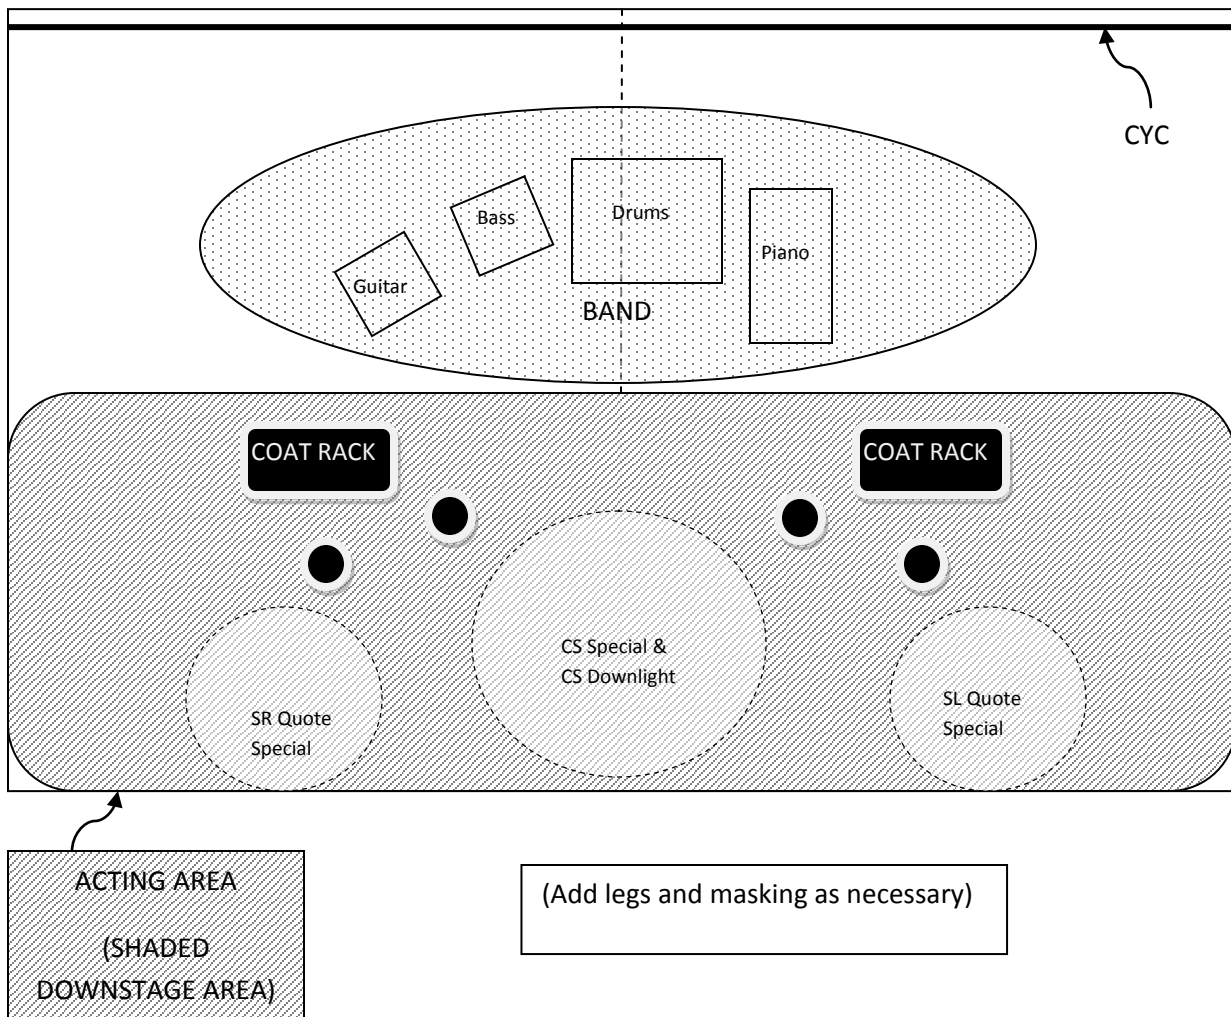 CYC
Drums
Bass
Piano
Guitar
BAND
COAT RACK
COAT RACK
CS Special &
CS Downlight
SR Quote
Special
SL Quote
Special
ACTING AREA
(SHADED
DOWNSTAGE AREA)
(Add legs and masking as necessary)